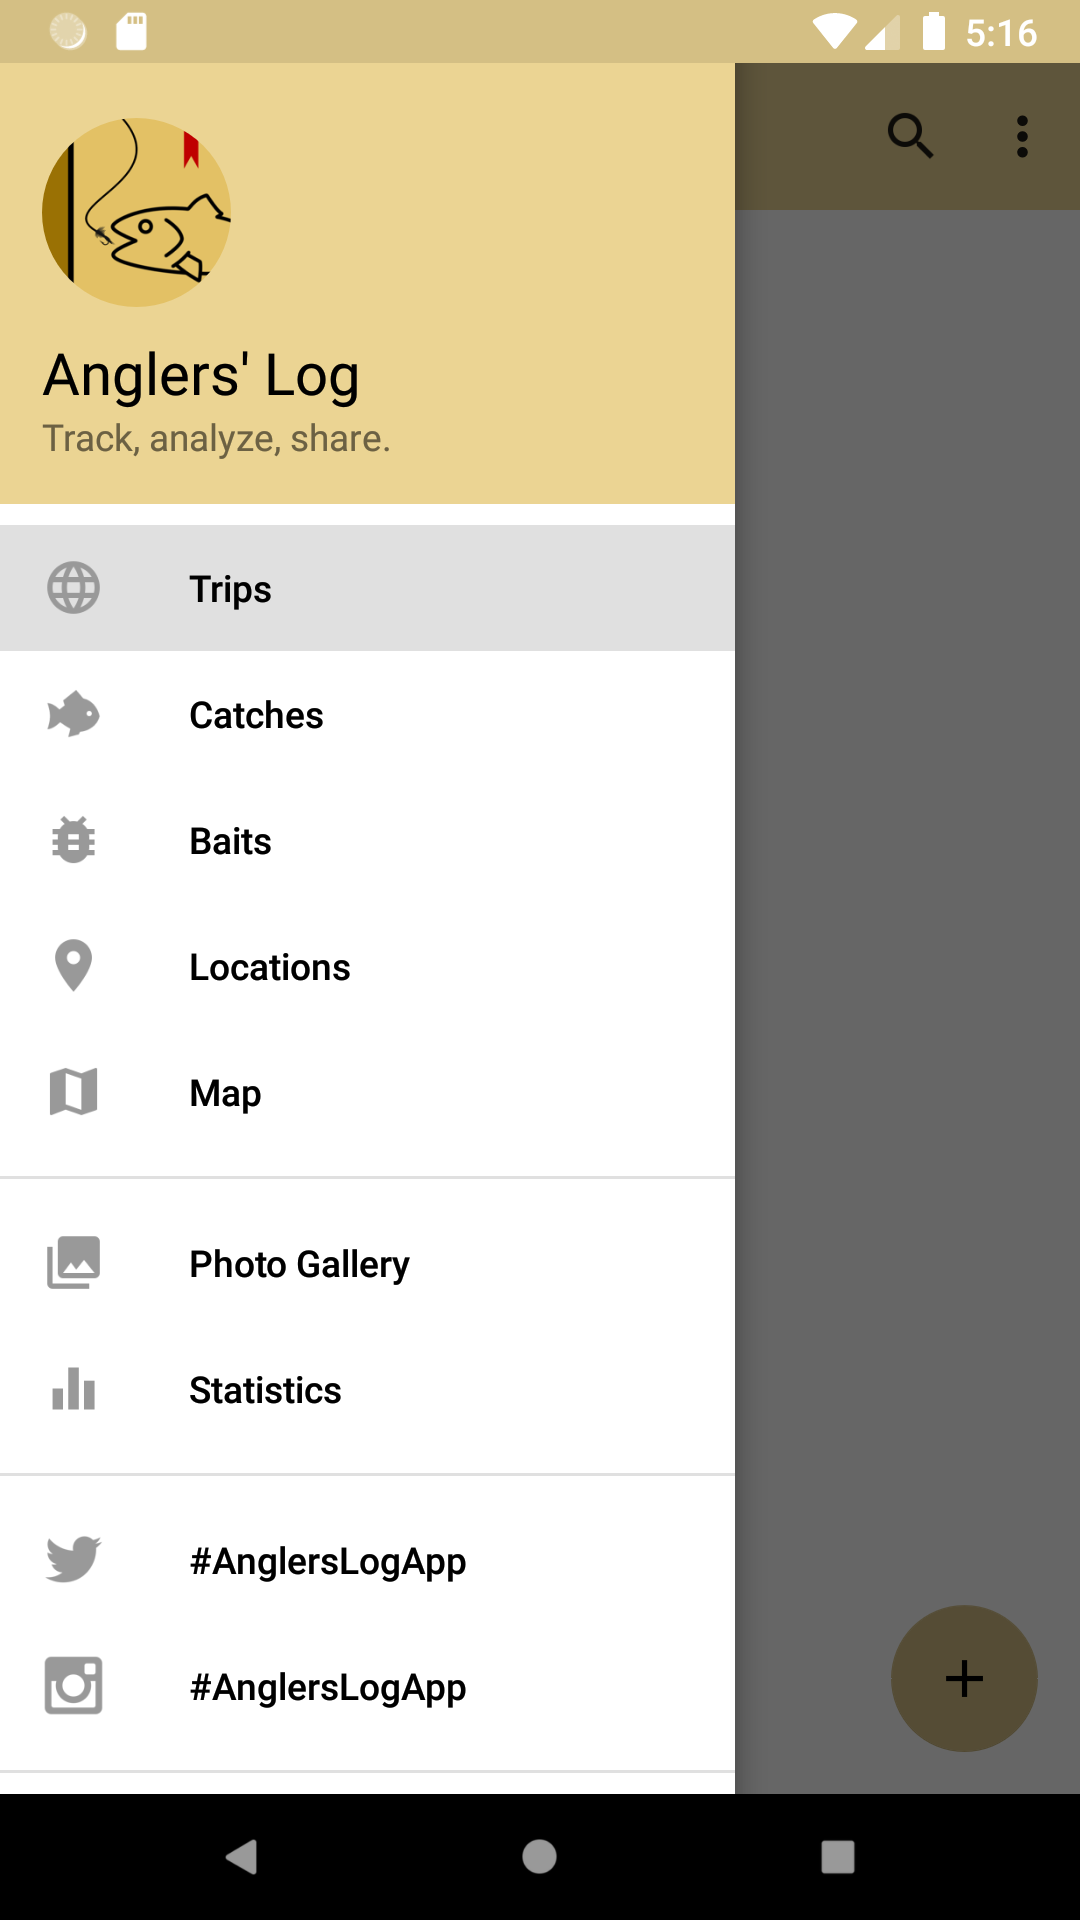 5:16
Anglers' Log
Track, analyze, share.
Trips
Catches
Baits
Locations
Map
Photo Gallery
Statistics
#AnglersLogApp
#AnglersLogApp